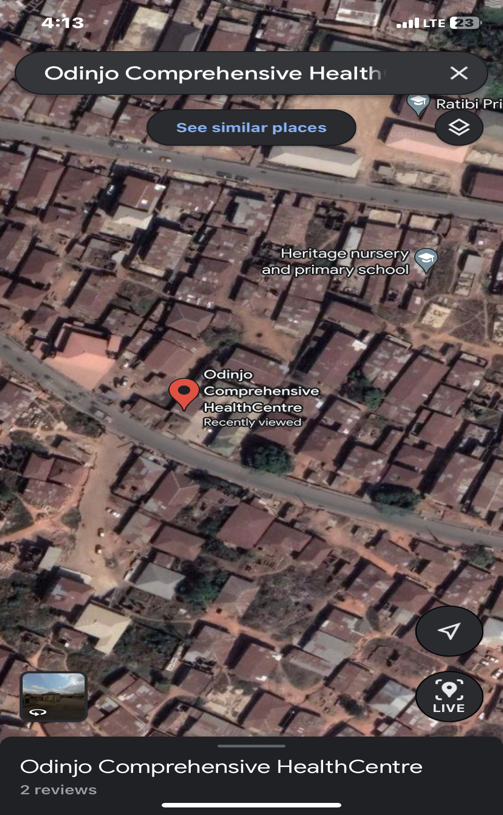 4:13
LTE 23
Odinjo Comprehensive Health
Ratibi Pri
See similar places
Heritage nursery
and primary school
Odinjo
Comprehensive
HealthCentre
Recently viewed
LIVE
Odinjo Comprehensive HealthCentre
2 reviews